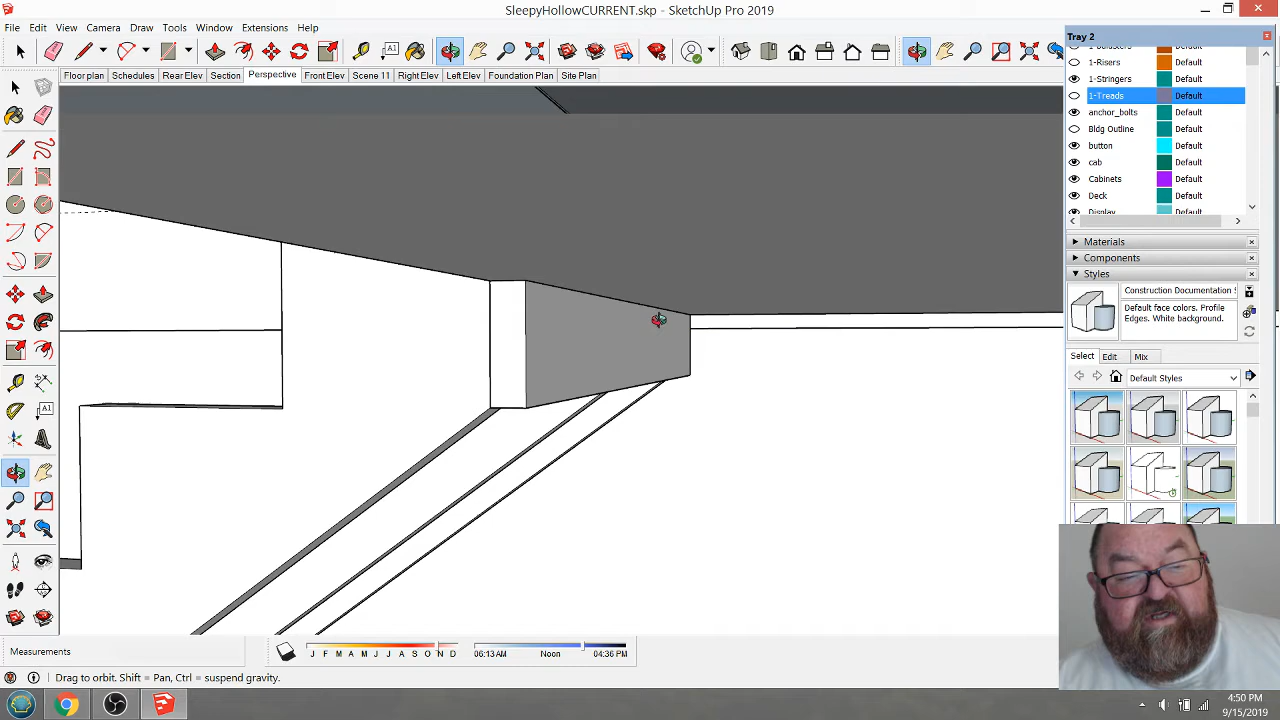 SleepyHollowCURRENT.skp - SketchUp Pro 2019
File Edit View Camera Draw Tools Window Extensions Help
Tray 2
Floor plan Schedules Rear Elev Section Perspective Front Elev Scene 11 Right Elev Left Elev Foundation Plan Site Plan
1-Risers Default
1-Stringers Default
1-Treads Default
anchor_bolts Default
Bldg Outline Default
button Default
cab Default
Cabinets Default
Deck Default
Display Default
Materials
Components
Styles
Construction Documentation S
Default face colors. Profile
Edges. White background.
Select Edit Mix
Default Styles
Measurements
J F M A M J J A S O N D
06:13 AM Noon 04:36 PM
Drag to orbit. Shift = Pan, Ctrl = suspend gravity.
4:50 PM
9/15/2019